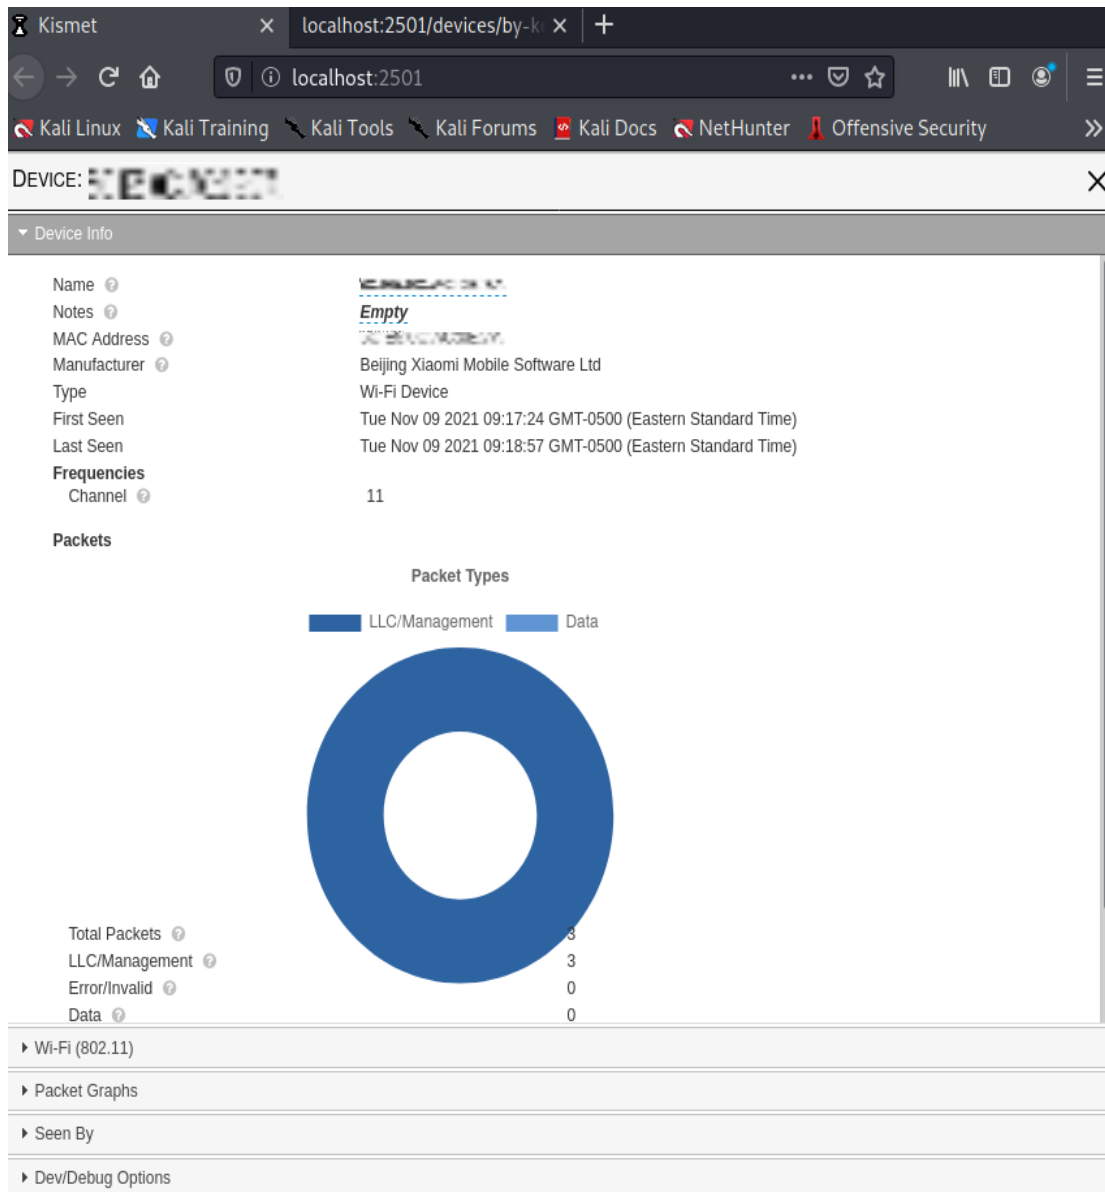 Kismet
localhost:2501/devices/by-k
localhost:2501
Kali Linux Kali Training Kali Tools Kali Forums Kali Docs NetHunter Offensive Security
DEVICE:
Device Info
Name
Notes Empty
MAC Address
Manufacturer Beijing Xiaomi Mobile Software Ltd
Type Wi-Fi Device
First Seen Tue Nov 09 2021 09:17:24 GMT-0500 (Eastern Standard Time)
Last Seen Tue Nov 09 2021 09:18:57 GMT-0500 (Eastern Standard Time)
Frequencies
Channel 11
Packets
Packet Types
LLC/Management Data
Total Packets 3
LLC/Management 3
Error/Invalid 0
Data 0
Wi-Fi (802.11)
Packet Graphs
Seen By
Dev/Debug Options